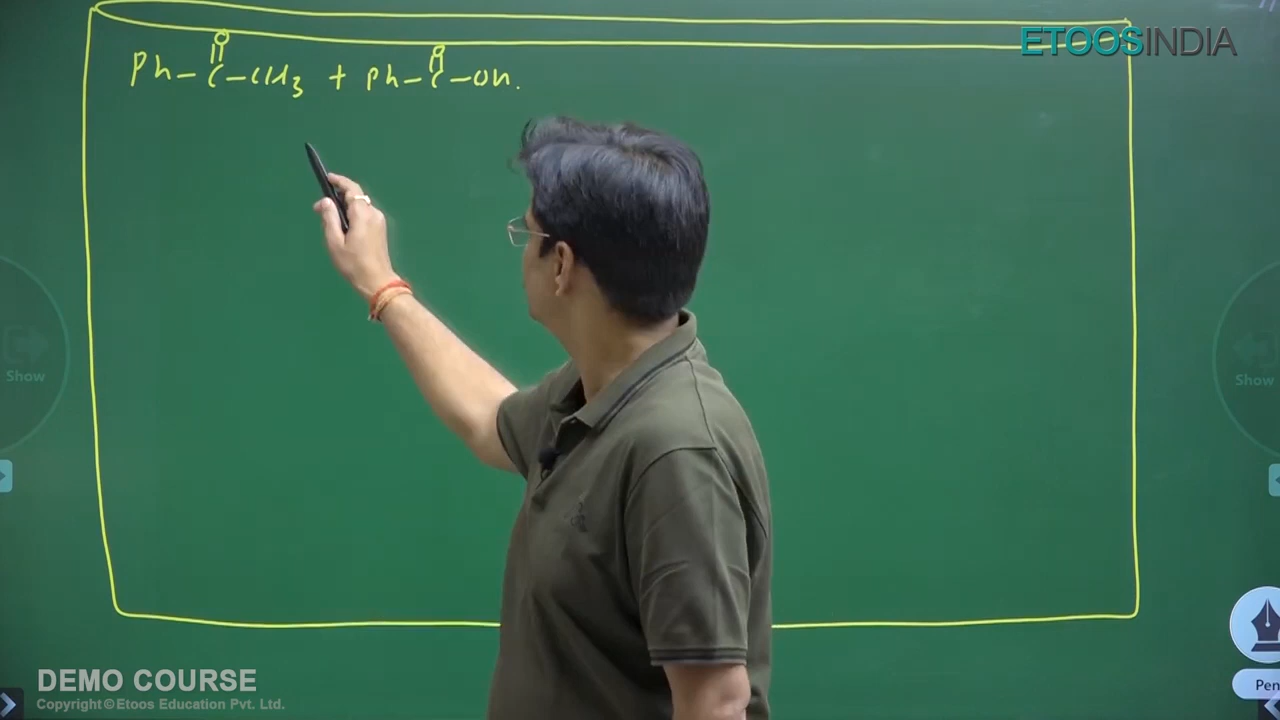 ETOOSINDIA
O O
Ph-C-CH3 + Ph-C-OH.
Show
Show
Pen
DEMO COURSE
Copyright©Etoos Education Pvt. Ltd.